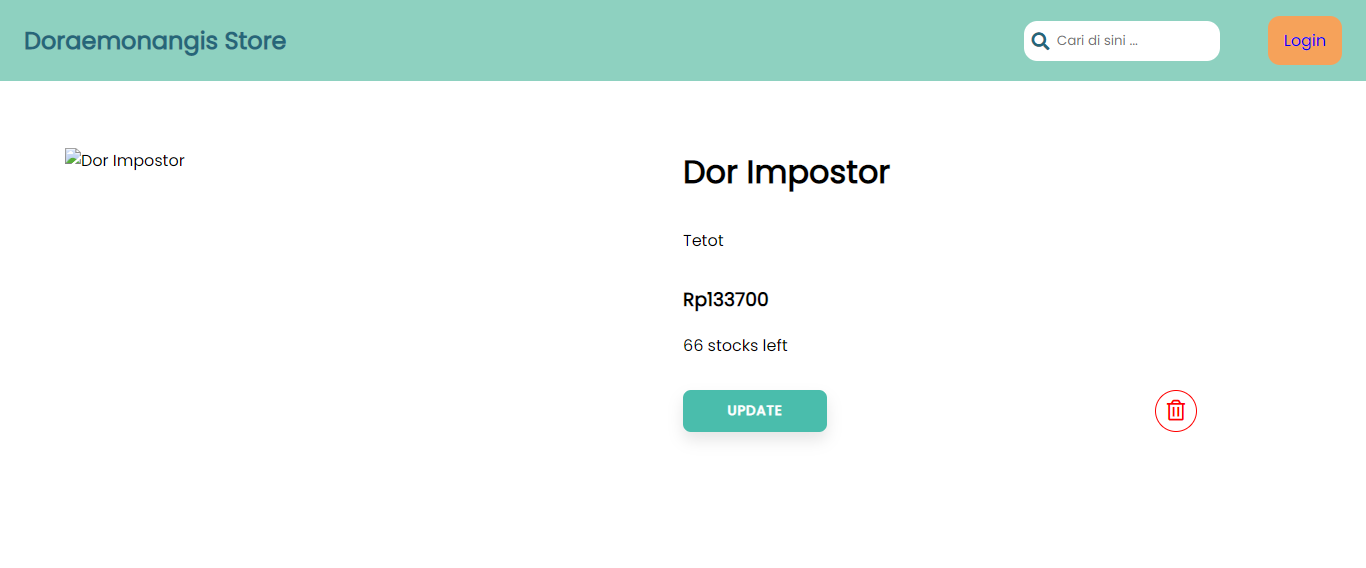 Doraemonangis Store
Cari di sini ...
Login
Dor Impostor
Dor Impostor
Tetot
Rp133700
66 stocks left
UPDATE